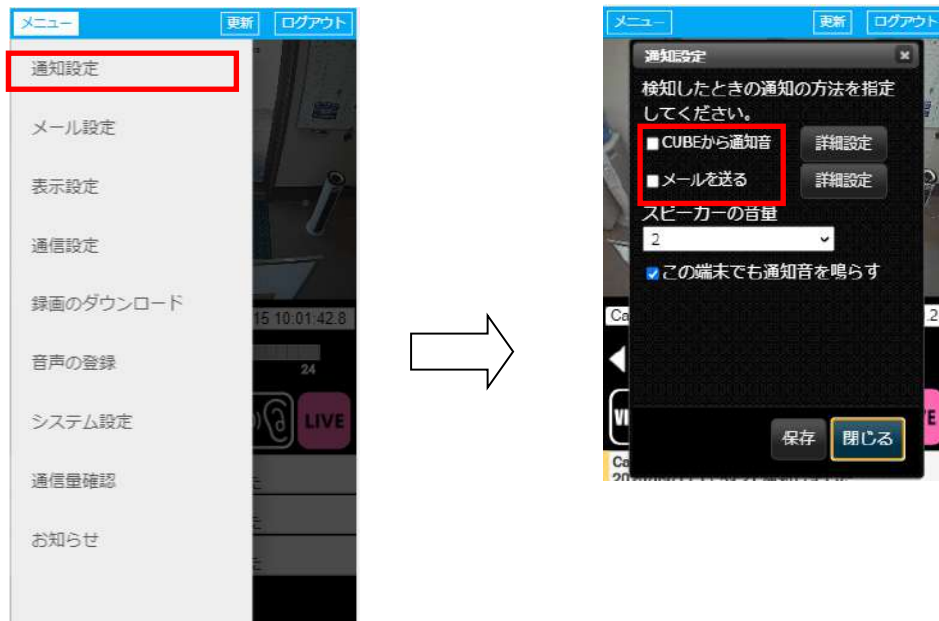 メニュー 更新 ログアウト
通知設定
メール設定
表示設定
通信設定
録画のダウンロード
音声の登録
システム設定
通信量確認
お知らせ
15 10:01:42.8
24
LIVE
メニュー 更新 ログアウト
通知設定
検知したときの通知の方法を指定
してください。
CUBEから通知音 詳細設定
メールを送る 詳細設定
スピーカーの音量
2
この端末でも通知音を鳴らす
Ca .2
VI E
保存 閉じる
Ca